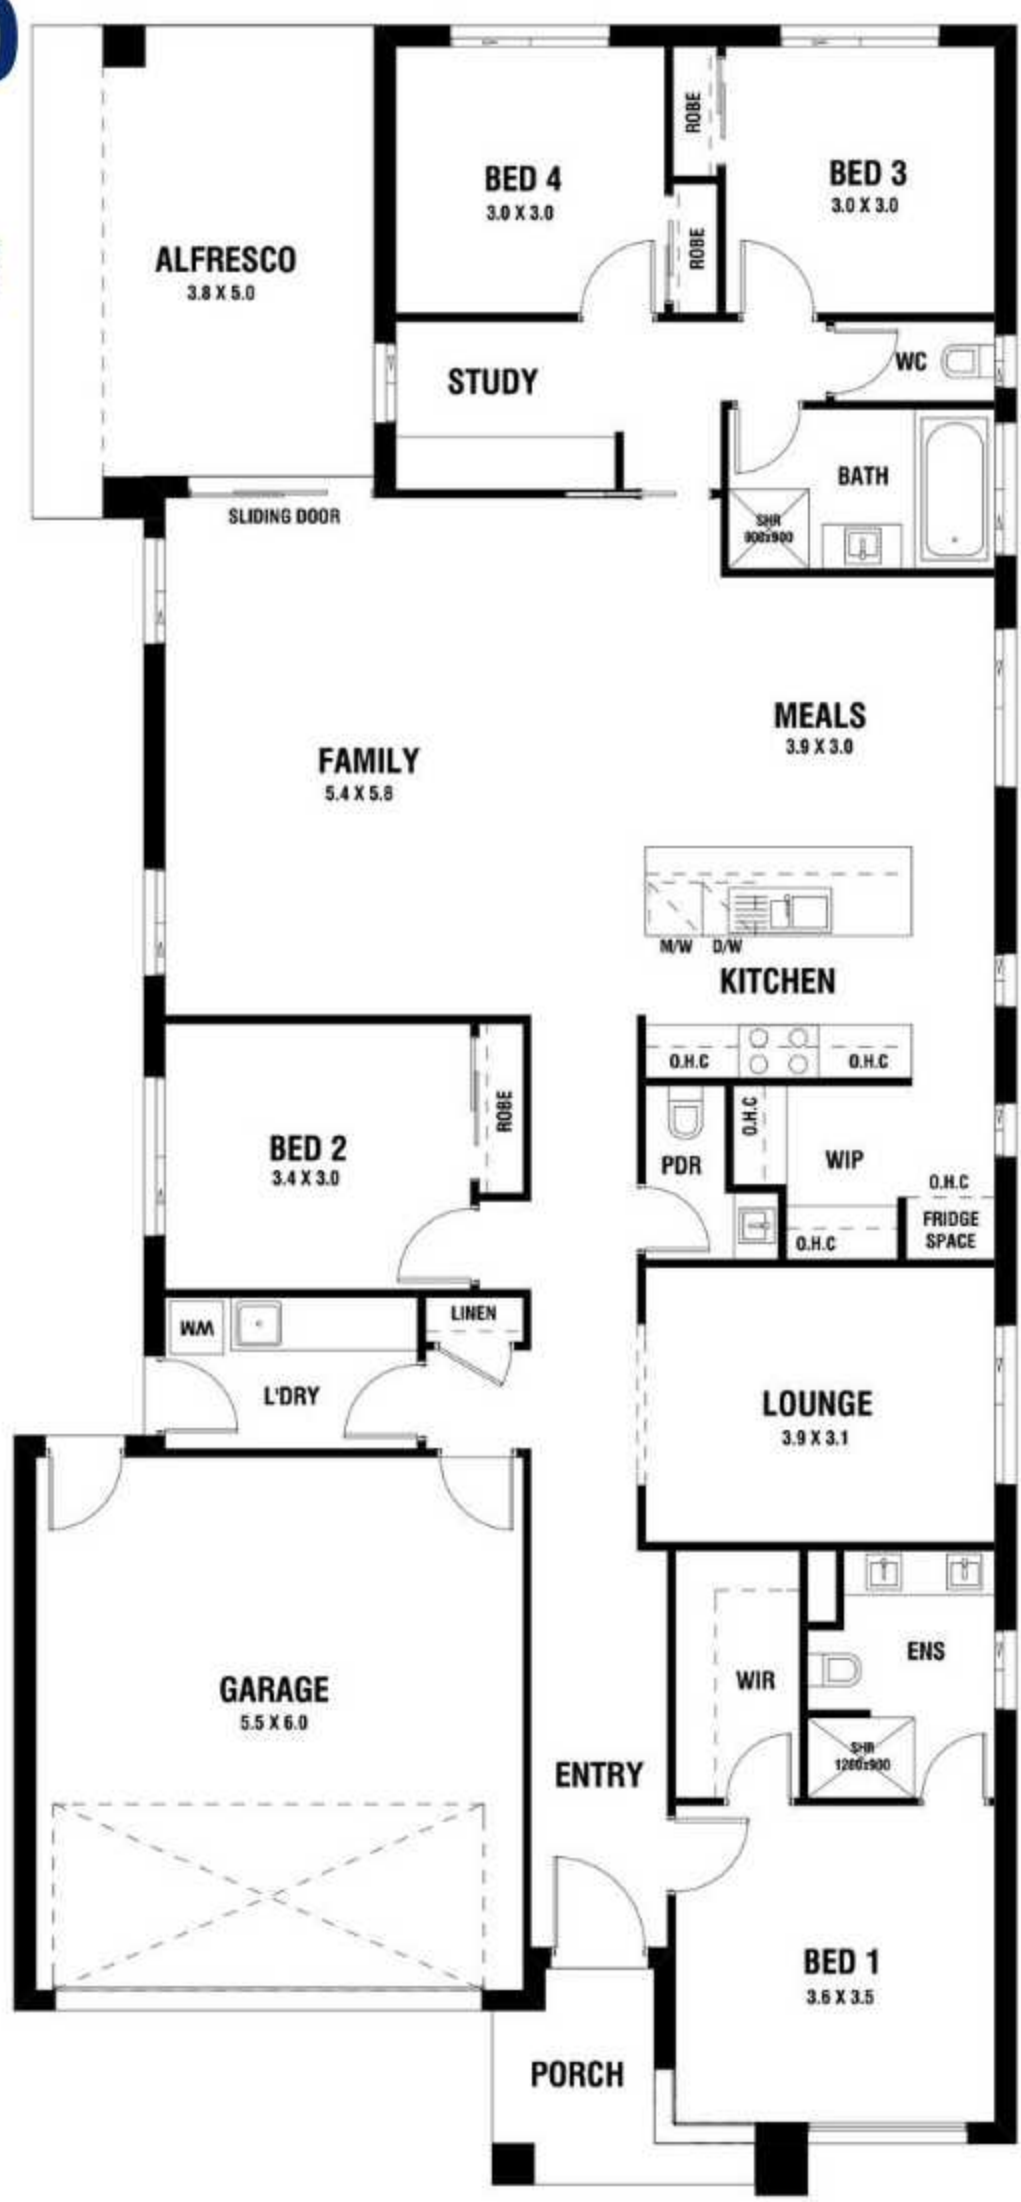 ROBE
BED 4
3.0 X 3.0
BED 3
3.0 X 3.0
ROBE
ALFRESCO
3.8 X 5.0
STUDY
WC
BATH
SLIDING DOOR
SHR
900x900
MEALS
3.9 X 3.0
FAMILY
5.4 X 5.8
M/W D/W
KITCHEN
O.H.C
O.H.C
ROBE
O.H.C
BED 2
3.4 X 3.0
PDR
WIP
O.H.C
FRIDGE
SPACE
O.H.C
LINEN
WM
L'DRY
LOUNGE
3.9 X 3.1
ENS
WIR
GARAGE
5.5 X 6.0
SHR
1200x900
ENTRY
BED 1
3.6 X 3.5
PORCH